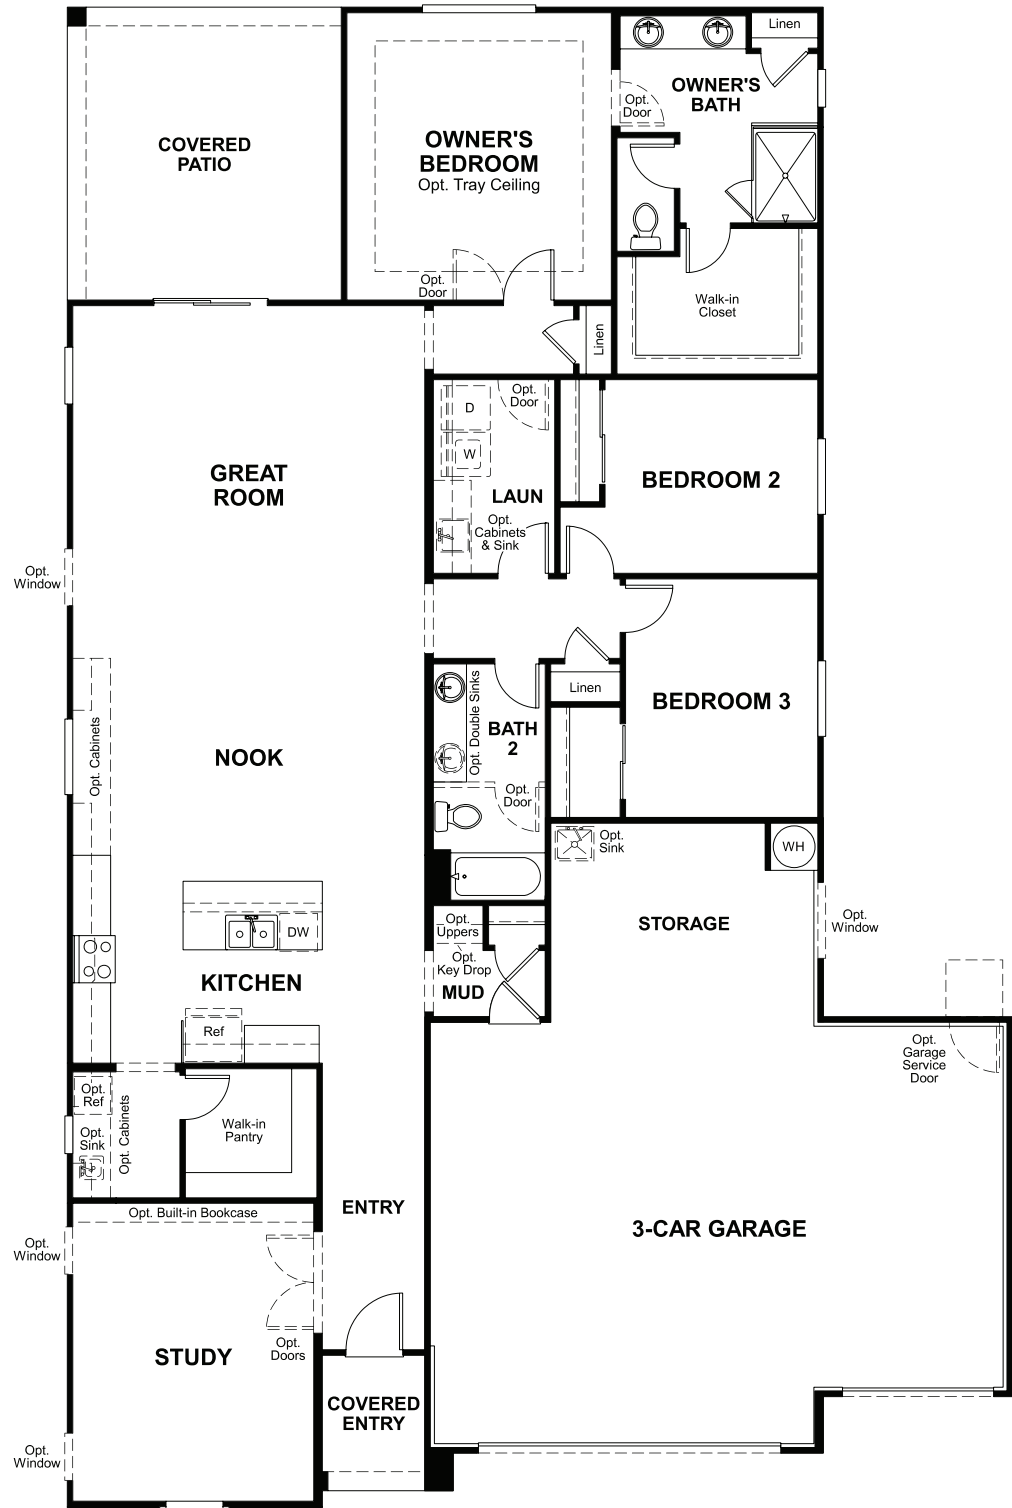 Linen
OWNER'S
BATH
Opt.
Door
COVERED
PATIO
OWNER'S
BEDROOM
Opt. Tray Ceiling
Opt.
Door
Walk-in
Closet
Linen
D
W
Opt.
Door
LAUN
Opt.
Cabinets
& Sink
BEDROOM 2
GREAT
ROOM
Opt.
Window
Linen
BEDROOM 3
Opt. Double Sinks
BATH
2
Opt.
Door
Opt. Cabinets
NOOK
Opt.
Sink
WH
STORAGE
Opt.
Window
DW
KITCHEN
Opt.
Uppers
Opt.
Key Drop
MUD
Ref
Opt.
Garage
Service
Door
Opt.
Ref
Opt.
Sink
Opt. Cabinets
Walk-in
Pantry
Opt. Built-in Bookcase
ENTRY
3-CAR GARAGE
Opt.
Window
Opt.
Doors
STUDY
COVERED
ENTRY
Opt.
Window